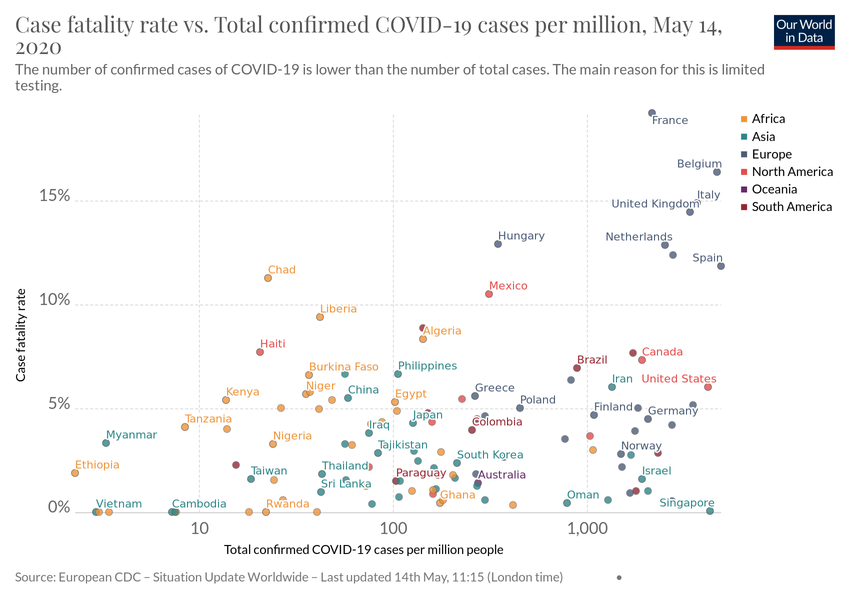 Case fatality rate vs. Total confirmed COVID-19 cases per million, May 14,
2020
Our World
in Data
The number of confirmed cases of COVID-19 is lower than the number of total cases. The main reason for this is limited
testing.
France
Africa
Asia
Europe
North America
Oceania
South America
Belgium
15%
Italy
United Kingdom
Hungary
Netherlands
Spain
Chad
Mexico
10%
Liberia
Algeria
Case fatality rate
Haiti
Canada
Brazil
Burkina Faso
Philippines
Iran
United States
Kenya
Niger
China
Egypt
Greece
Poland
5%
Tanzania
Japan
Colombia
Finland
Germany
Myanmar
Nigeria
Iraq
Tajikistan
Norway
Ethiopia
Taiwan
Thailand
Paraguay
South Korea
Australia
Israel
Sri Lanka
Ghana
Oman
0%
Vietnam
Cambodia
Rwanda
Singapore
10
100
1,000
Total confirmed COVID-19 cases per million people
Source: European CDC – Situation Update Worldwide – Last updated 14th May, 11:15 (London time)